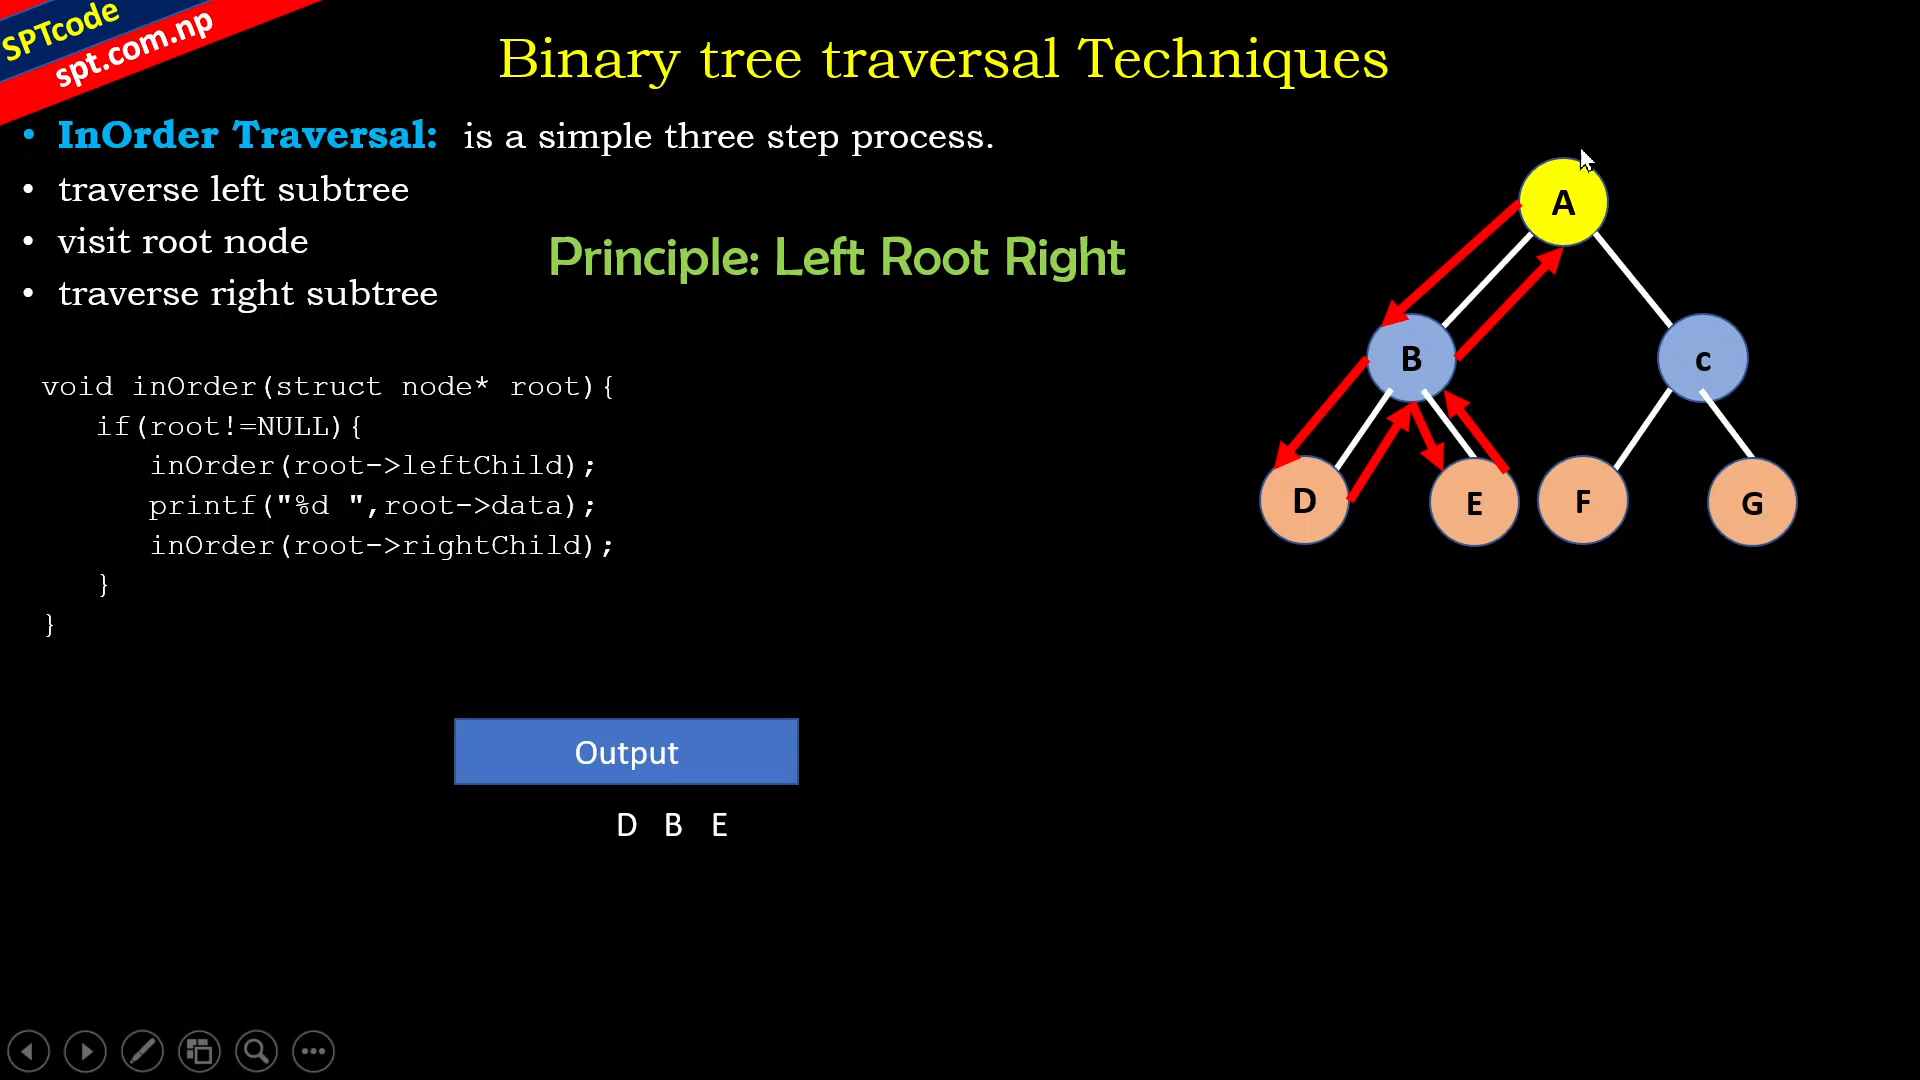 SPTcode
spt.com.np
Binary tree traversal Techniques
• InOrder Traversal: is a simple three step process.
• traverse left subtree
• visit root node
• traverse right subtree
Principle: Left Root Right
void inOrder(struct node* root){
if(root!=NULL){
inOrder(root->leftChild);
printf("%d ",root->data);
inOrder(root->rightChild);
}
}
A
B c
D E F G
Output
D B E